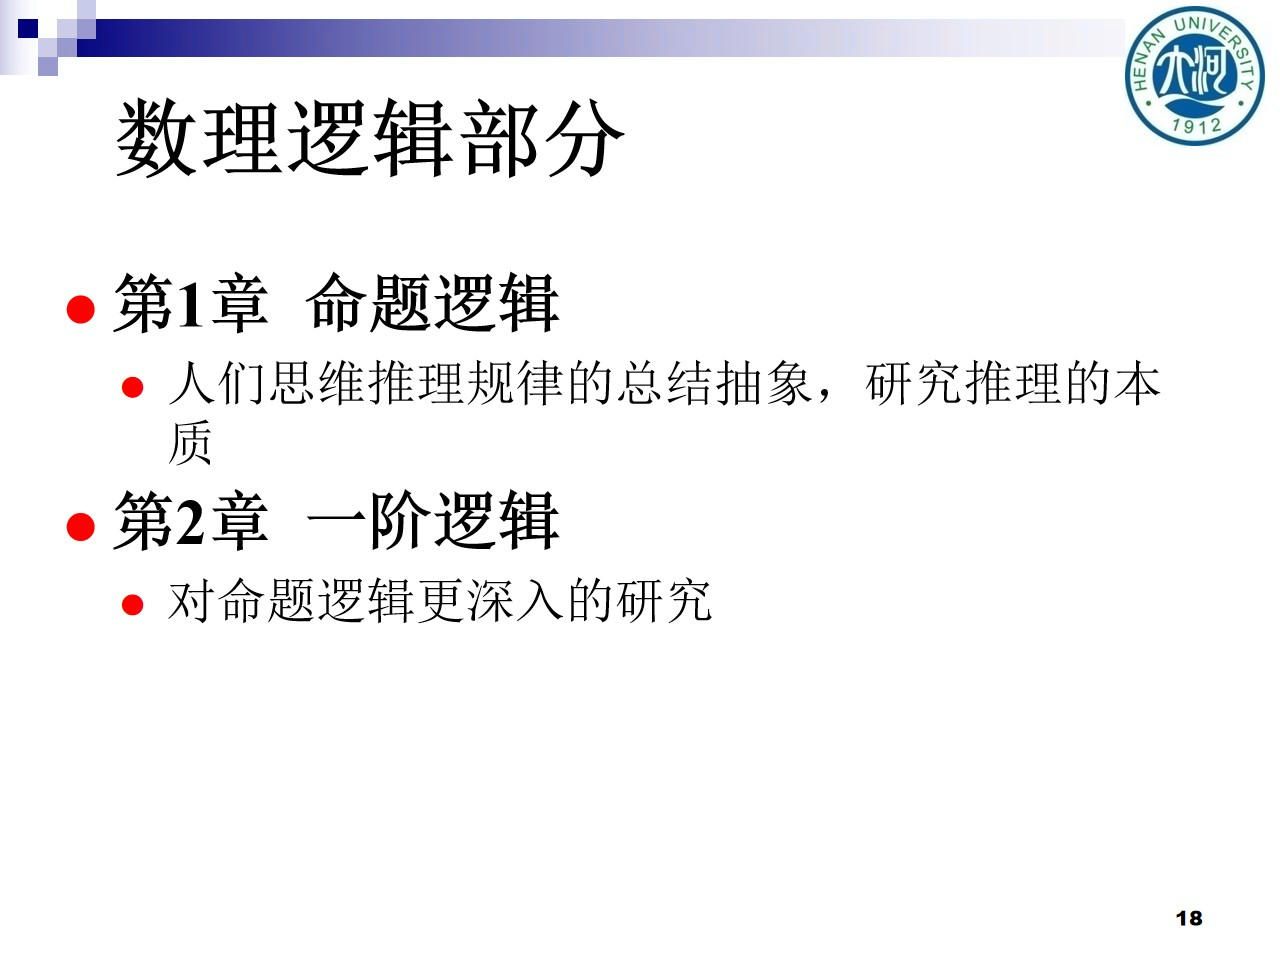 HENAN UNIVERSITY
1912
数理逻辑部分
第1章 命题逻辑
人们思维推理规律的总结抽象，研究推理的本
质
第2章 一阶逻辑
对命题逻辑更深入的研究
18